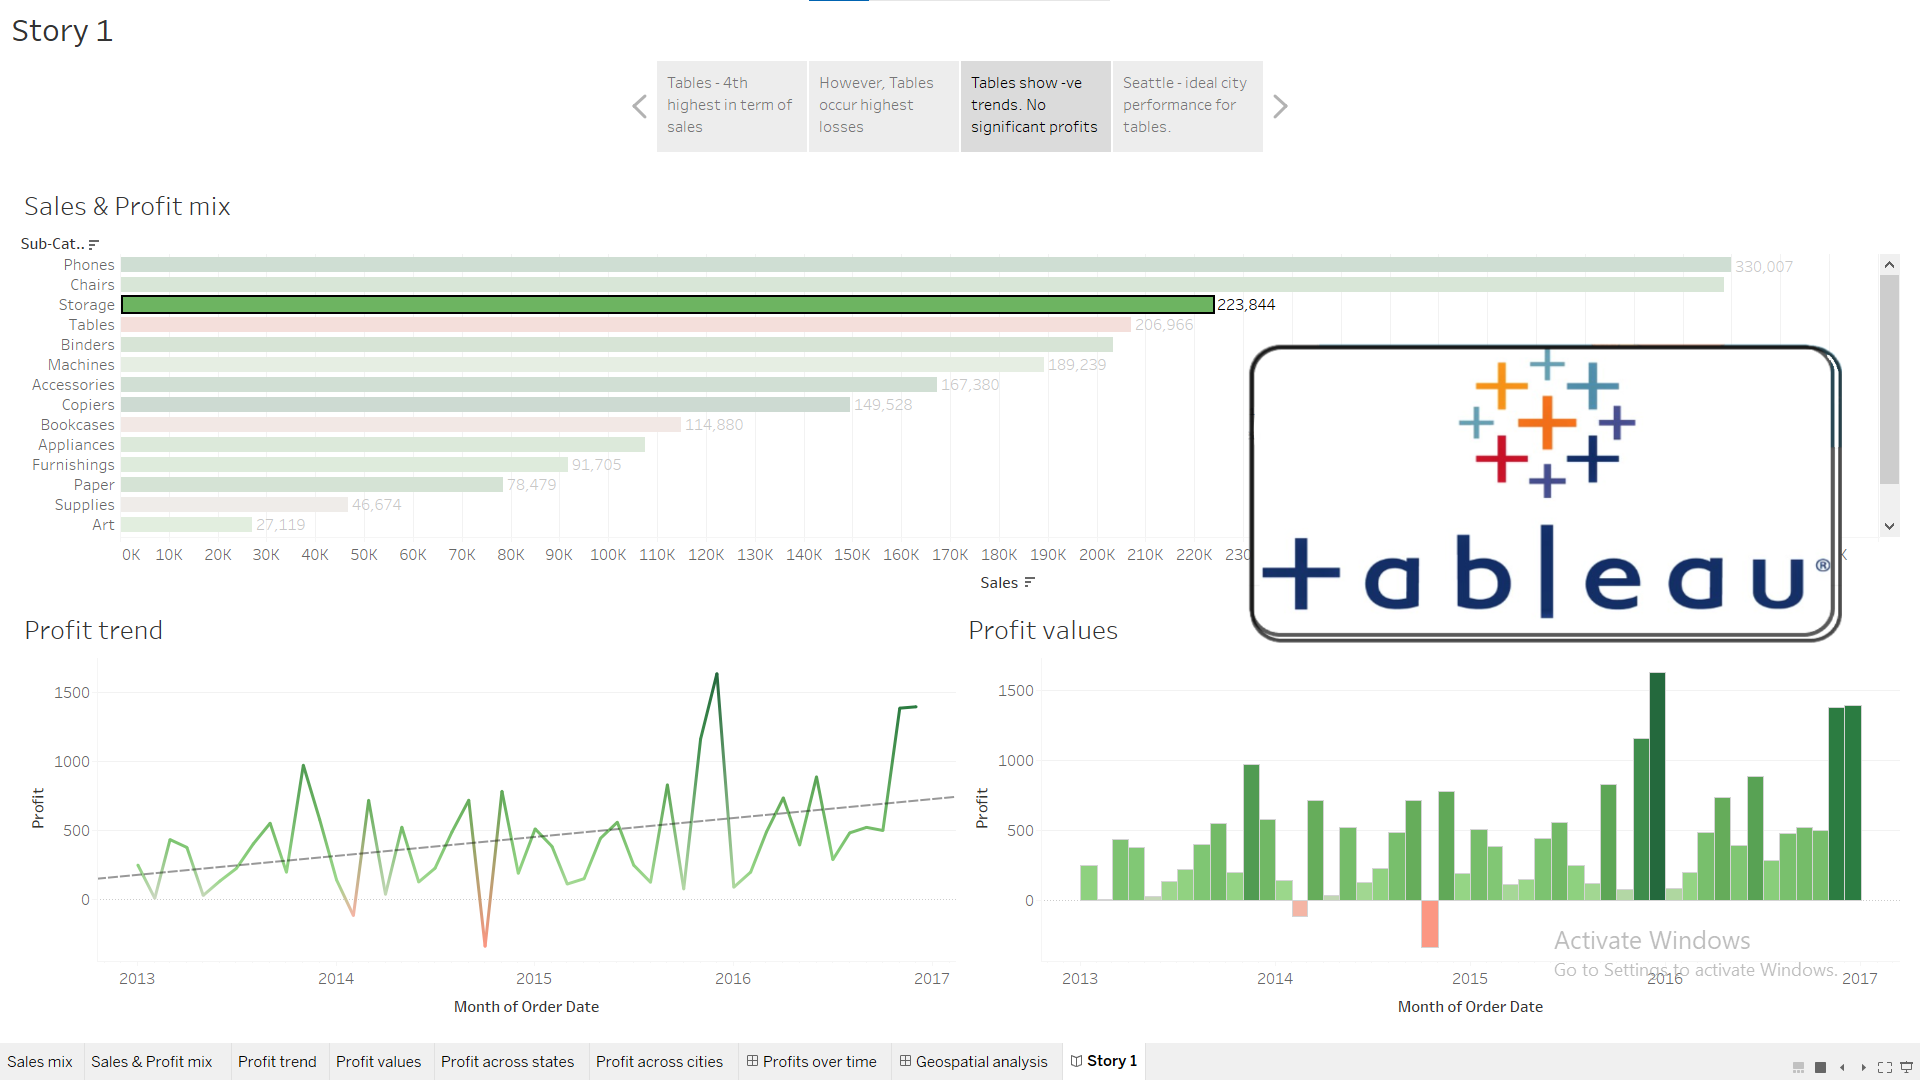 Story 1
Tables - 4th
highest in term of
sales
However, Tables
occur highest
losses
Tables show -ve
trends. No
significant profits
Seattle - ideal city
performance for
tables.
Sales & Profit mix
Sub-Cat..
Phones 330,007
Chairs
Storage 223,844
Tables 206,966
Binders
Machines 189,239
Accessories 167,380
Copiers 149,528
Bookcases 114,880
Appliances
Furnishings 91,705
Paper 78,479
Supplies 46,674
Art 27,119
0K 10K 20K 30K 40K 50K 60K 70K 80K 90K 100K 110K 120K 130K 140K 150K 160K 170K 180K 190K 200K 210K 220K
Sales
+ableau®
Profit trend
1500
1000
500
0
Profit
2013 2014 2015 2016 2017
Month of Order Date
Profit values
1500
1000
500
0
Profit
2013 2014 2015 2016 2017
Month of Order Date
Activate Windows
Go to Settings to activate Windows.
Sales mix Sales & Profit mix Profit trend Profit values Profit across states Profit across cities Profits over time Geospatial analysis Story 1